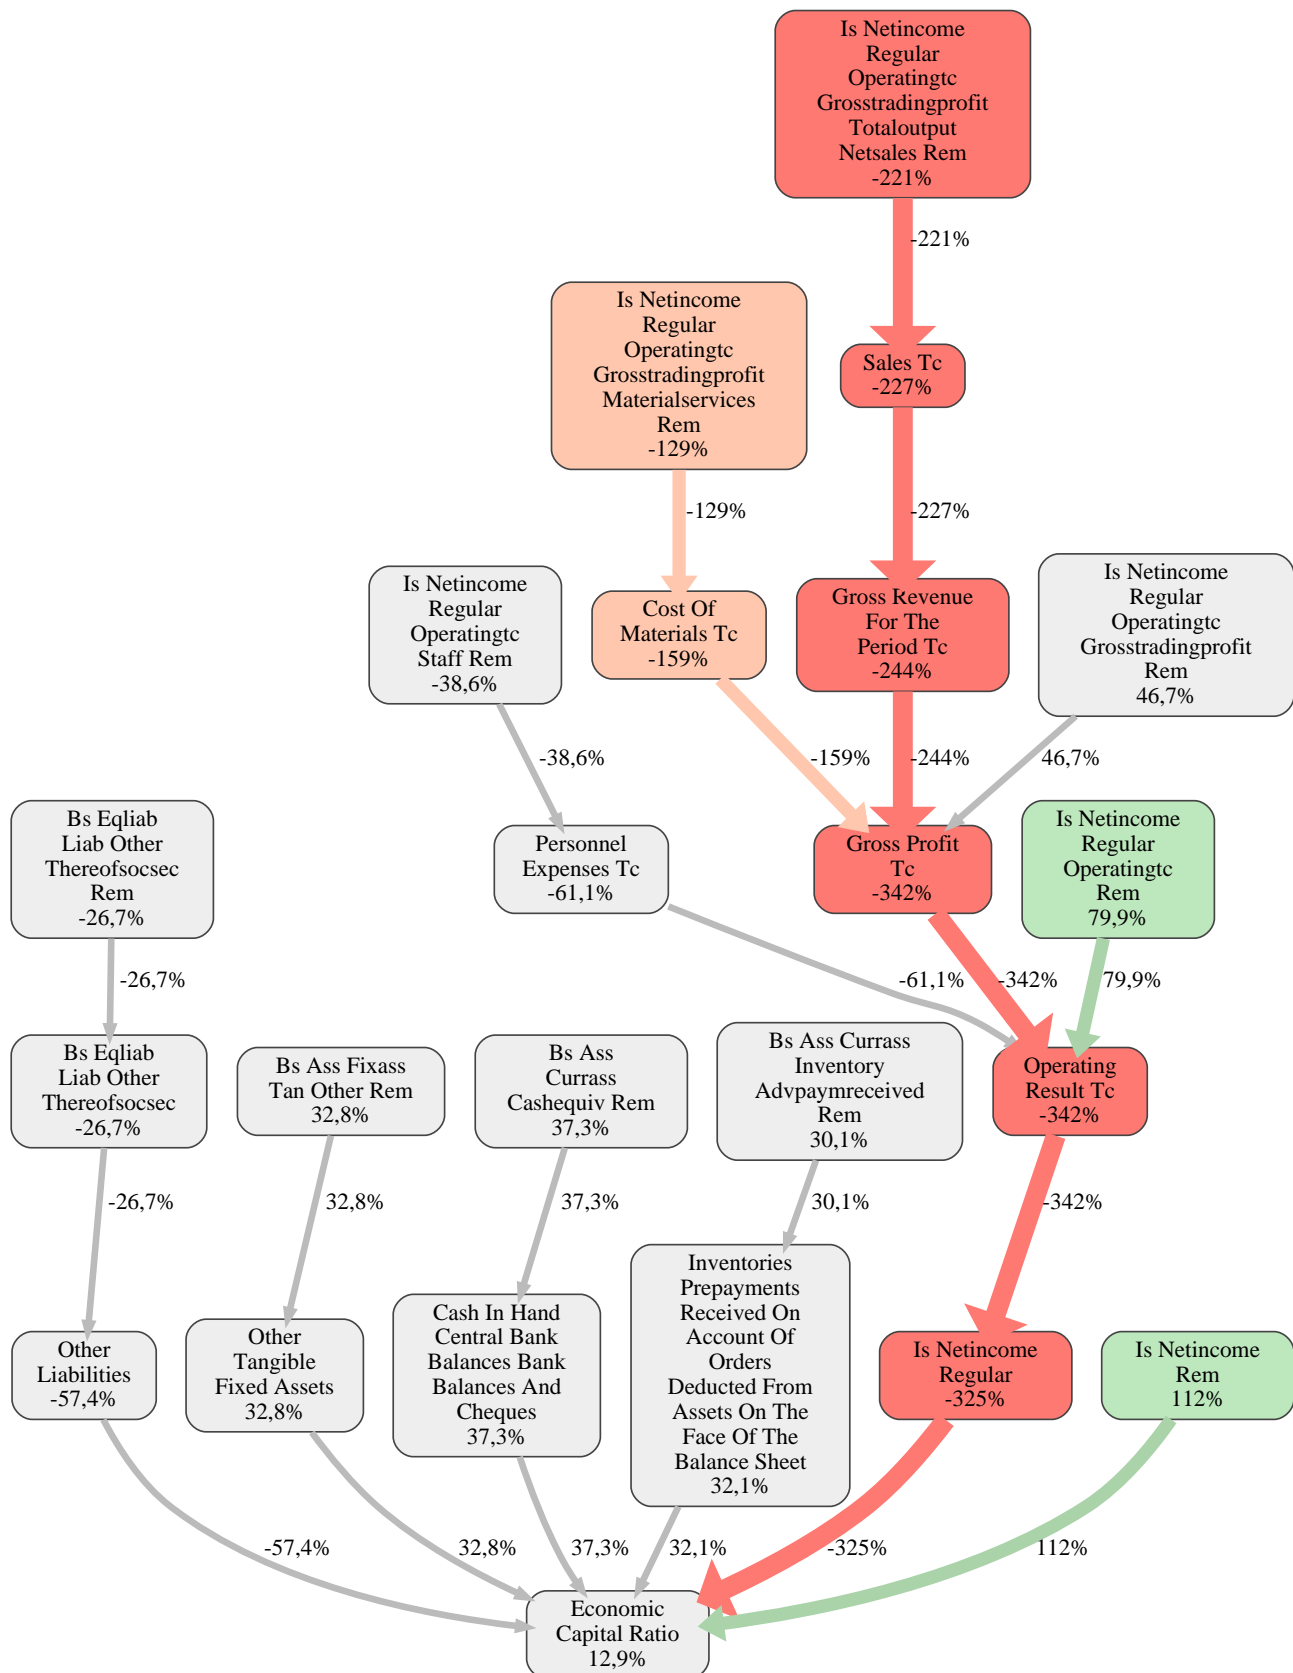 Is Netincome
Regular
Operatingtc
Grosstradingprofit
Totaloutput
Netsales Rem
-221%
-221%
Is Netincome
Regular
Operatingtc
Grosstradingprofit
Materialservices
Rem
-129%
Sales Tc
-227%
-129%
-227%
Is Netincome
Regular
Operatingtc
Staff Rem
-38,6%
Cost Of
Materials Tc
-159%
Gross Revenue
For The
Period Tc
-244%
Is Netincome
Regular
Operatingtc
Grosstradingprofit
Rem
46,7%
-38,6%
-159%
-244%
46,7%
Bs Eqliab
Liab Other
Thereofsocsec
Rem
-26,7%
Personnel
Expenses Tc
-61,1%
Gross Profit
Tc
-342%
Is Netincome
Regular
Operatingtc
Rem
79,9%
-26,7%
-61,1%
-342%
79,9%
Bs Eqliab
Liab Other
Thereofsocsec
-26,7%
Bs Ass Fixass
Tan Other Rem
32,8%
Bs Ass
Currass
Cashequiv Rem
37,3%
Bs Ass Currass
Inventory
Advpaymreceived
Rem
30,1%
Operating
Result Tc
-342%
-26,7%
32,8%
37,3%
30,1%
-342%
Other
Liabilities
-57,4%
Other
Tangible
Fixed Assets
32,8%
Cash In Hand
Central Bank
Balances Bank
Balances And
Cheques
37,3%
Inventories
Prepayments
Received On
Account Of
Orders
Deducted From
Assets On The
Face Of The
Balance Sheet
32,1%
Is Netincome
Regular
-325%
Is Netincome
Rem
112%
-57,4%
32,8%
37,3%
32,1%
-325%
112%
Economic
Capital Ratio
12,9%